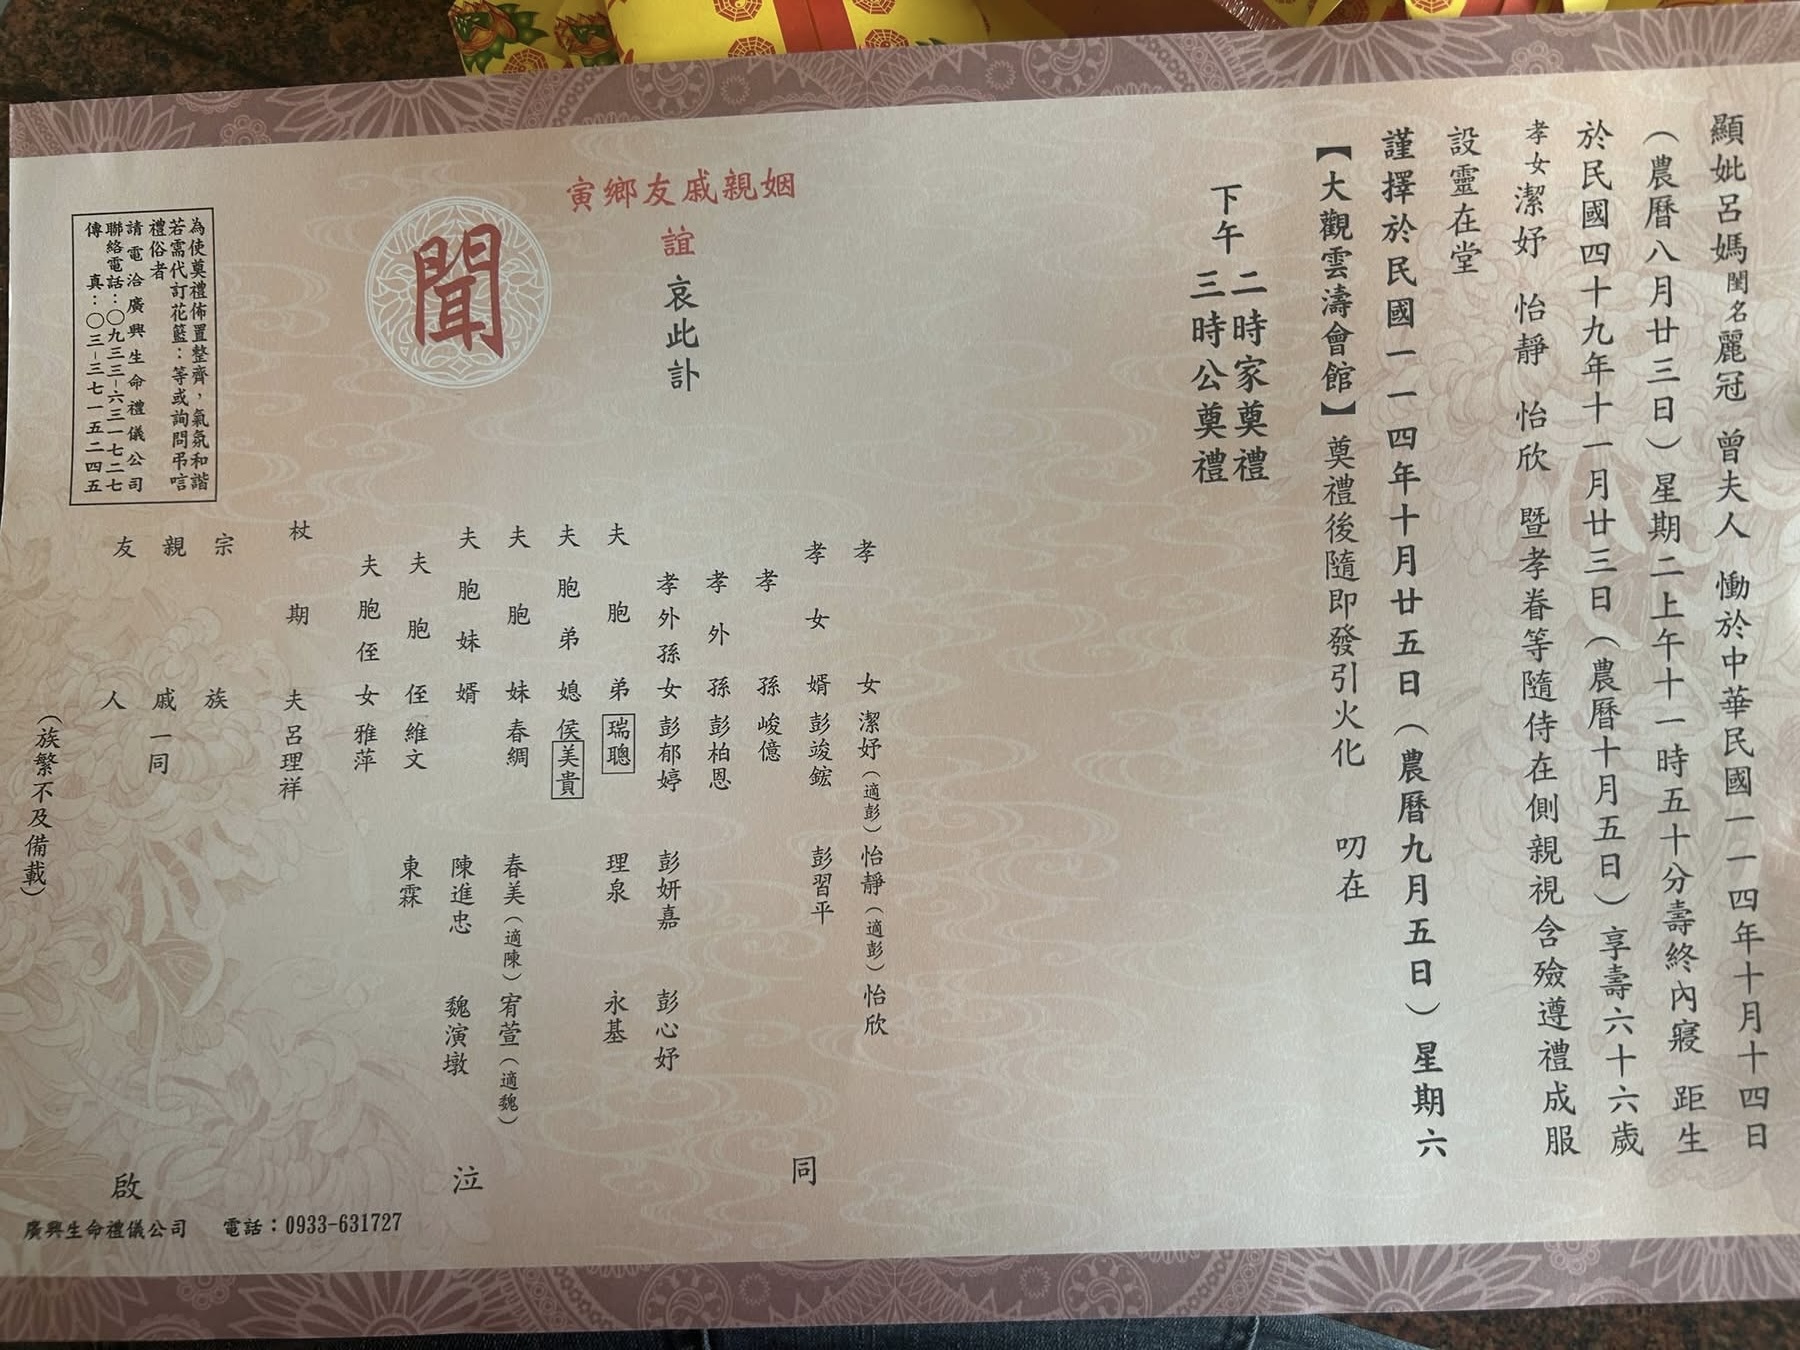 顯妣呂媽閨名麗冠 曾夫人 慟於中華民國一一四年十月十四日
（農曆八月廿三日）星期二上午十一時五十分壽終內寢 距生
於民國四十九年十一月廿三日（農曆十月五日）享壽六十六歲
孝女潔妤 怡靜 怡欣 暨孝眷等隨侍在側親視含殮遵禮成服
設靈在堂
謹擇於民國一一四年十月廿五日（農曆九月五日）星期六
【大觀雲濤會館】奠禮後隨即發引火化 叨在
下午 二時家奠禮
三時公奠禮
姻親戚友鄉寅
誼 哀此訃
聞
孝女 潔妤（適彭）怡靜（適彭）怡欣
孝女婿 彭竣鋐 彭習平
孝孫 峻億
孝外孫 彭柏恩
孝外孫女 彭郁婷 彭妍嘉 彭心妤
夫胞弟 瑞聰 理泉 永基
夫胞弟媳 侯美貴
夫胞妹 春綢 春美（適陳）宥萱（適魏）
夫胞妹婿 陳進忠 魏演墩
夫胞侄 維文 東霖
夫胞侄女 雅萍
杖期夫 呂理祥
宗族
親戚一同
友人
（族繁不及備載）
同
泣
啟
為使奠禮佈置整齊，氣氛和諧
若需代訂花籃：等或詢問弔唁
禮俗者
請電洽廣興生命禮儀公司
聯絡電話：〇九三三－六三一七二七
傳 真：〇三－三七一五二四五
廣興生命禮儀公司 電話：0933-631727